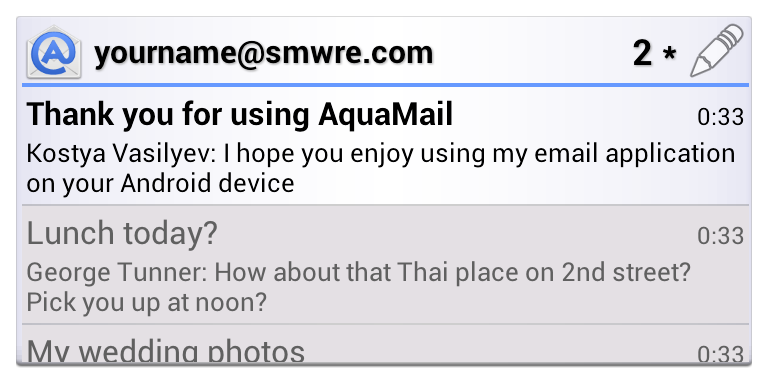 yourname@smwre.com 2 *
Thank you for using AquaMail 0:33
Kostya Vasilyev: I hope you enjoy using my email application
on your Android device
Lunch today? 0:33
George Tunner: How about that Thai place on 2nd street?
Pick you up at noon?
My wedding photos 0:33